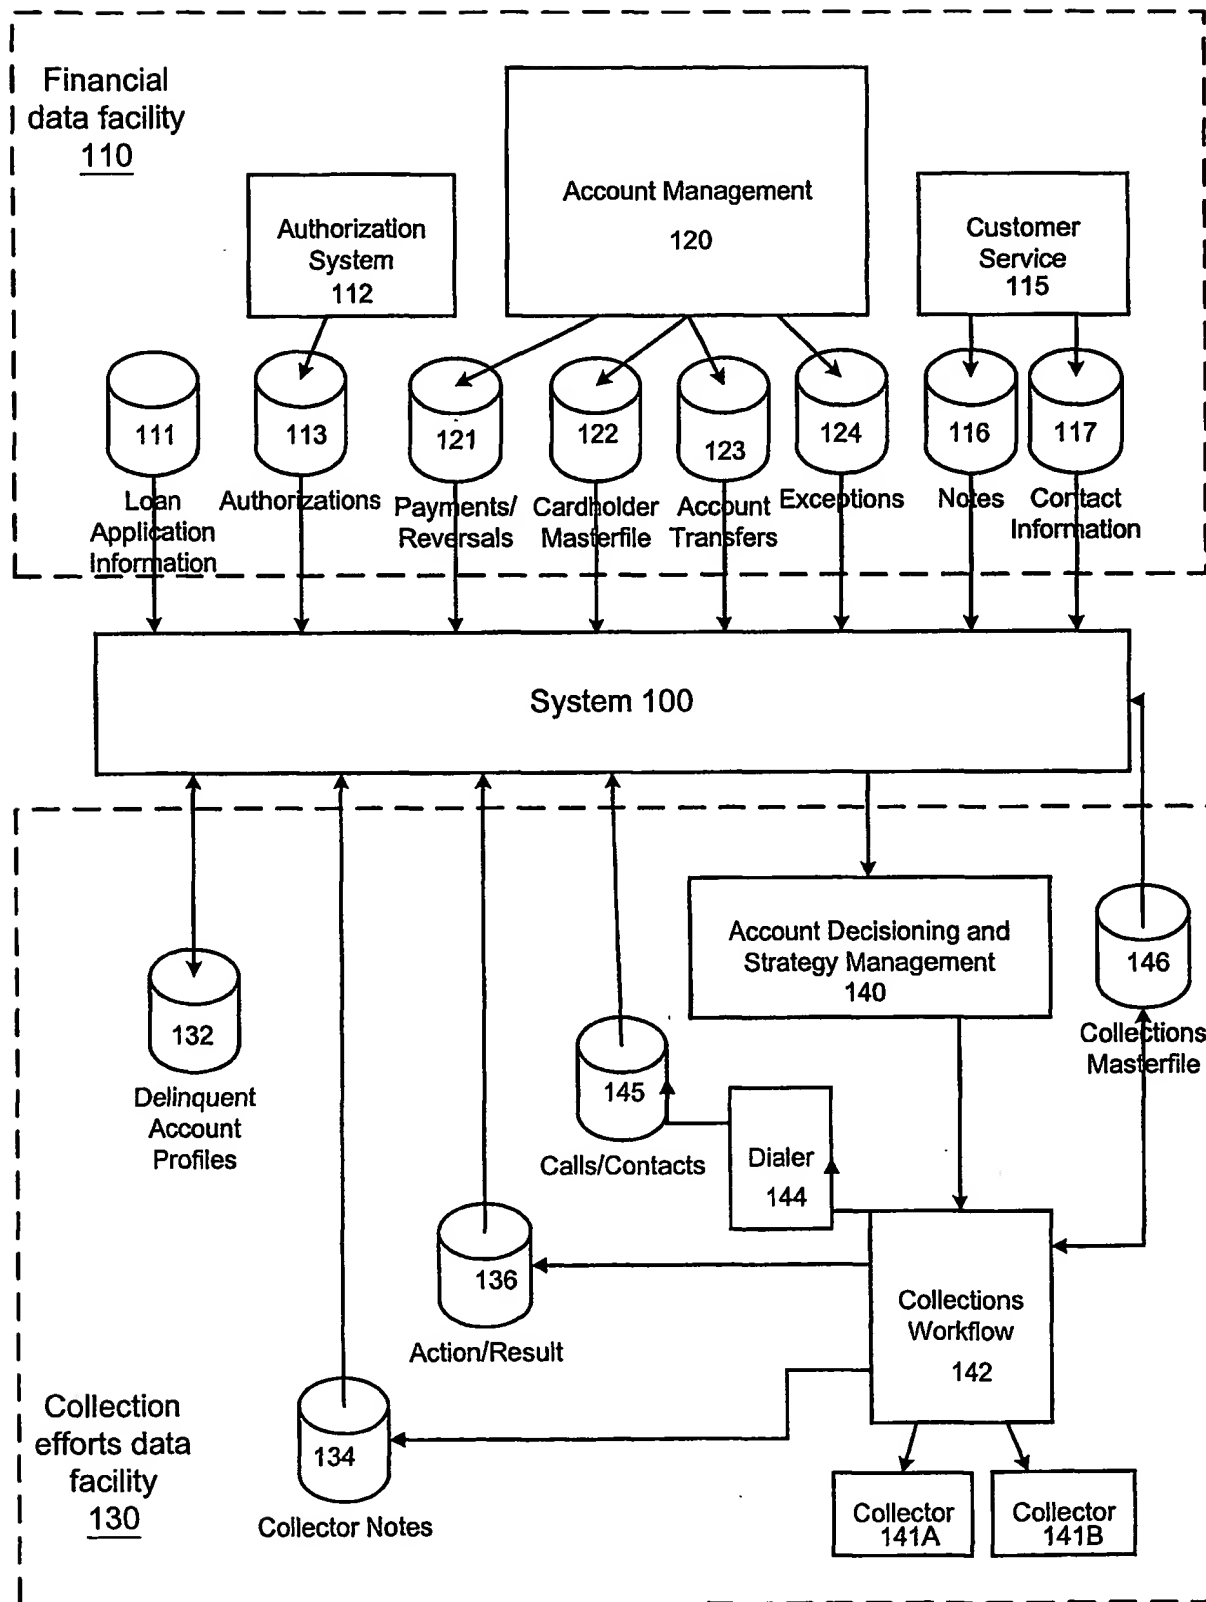 Financial
data facility
110
Account Management
120
Authorization
System
112
Customer
Service
115
111
113
121
122
123
124
116
117
Loan
Application
Information
Authorizations
Payments/
Reversals
Cardholder
Masterfile
Account
Transfers
Exceptions
Notes
Contact
Information
System 100
Account Decisioning and
Strategy Management
140
146
Collections
Masterfile
132
Delinquent
Account
Profiles
145
Calls/Contacts
Dialer
144
136
Action/Result
Collections
Workflow
142
Collection
efforts data
facility
130
134
Collector Notes
Collector
141A
Collector
141B